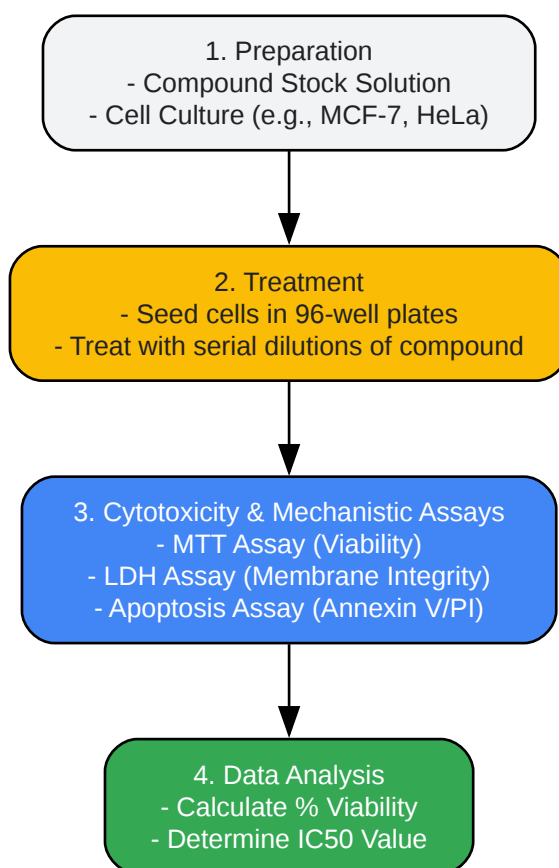 1. Preparation
- Compound Stock Solution
- Cell Culture (e.g., MCF-7, HeLa)
2. Treatment
- Seed cells in 96-well plates
- Treat with serial dilutions of compound
3. Cytotoxicity & Mechanistic Assays
- MTT Assay (Viability)
- LDH Assay (Membrane Integrity)
- Apoptosis Assay (Annexin V/PI)
4. Data Analysis
- Calculate % Viability
- Determine IC50 Value